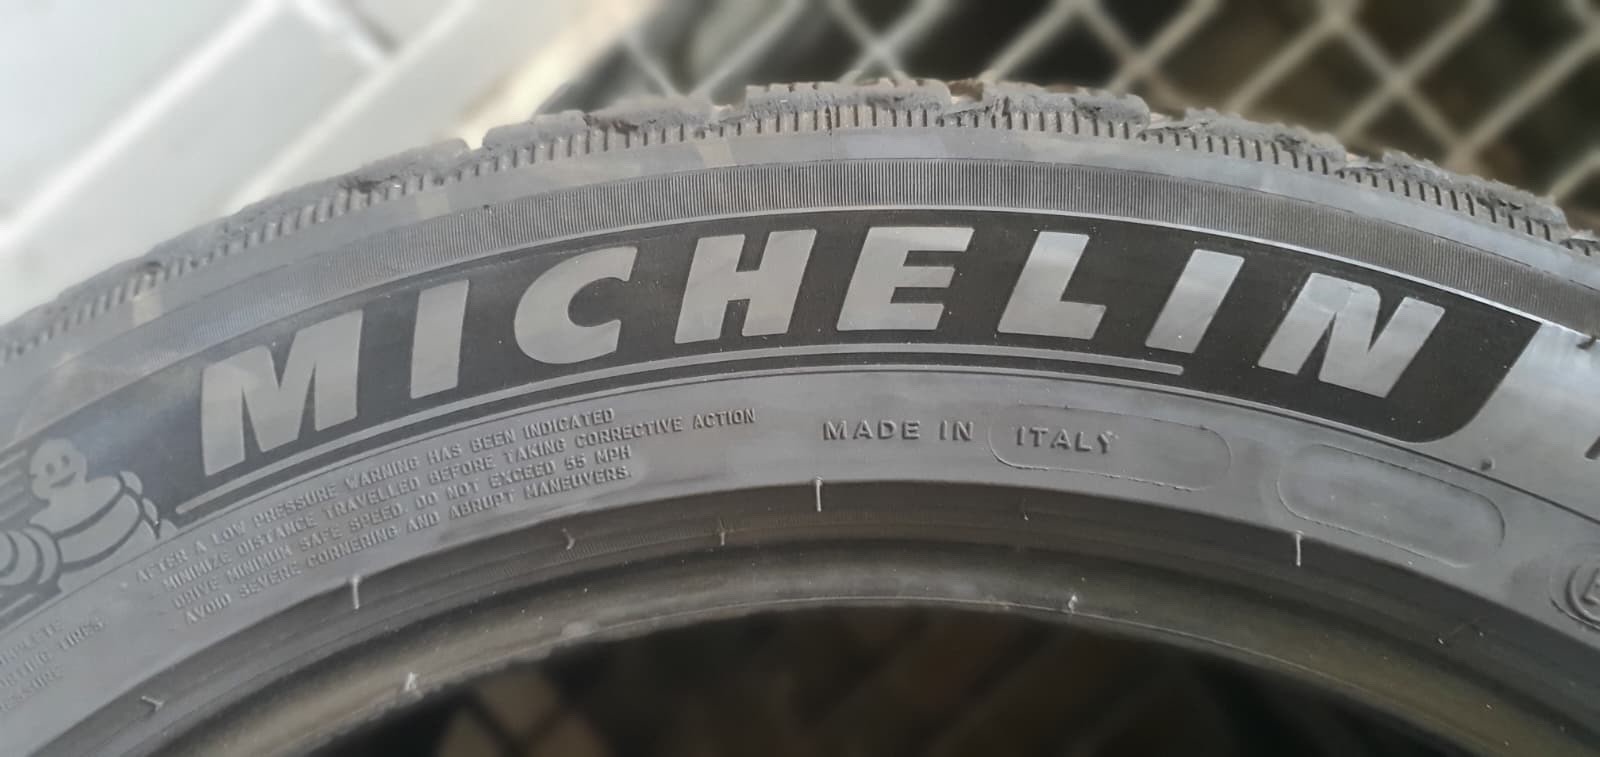 MICHELIN
AFTER A LOW PRESSURE WARNING HAS BEEN INDICATED
MINIMIZE DISTANCE TRAVELLED BEFORE TAKING CORRECTIVE ACTION
DRIVE MINIMUM SAFE SPEED. DO NOT EXCEED 55 MPH
AVOID SEVERE CORNERING AND ABRUPT MANEUVERS.
MADE IN ITALY
TIRES